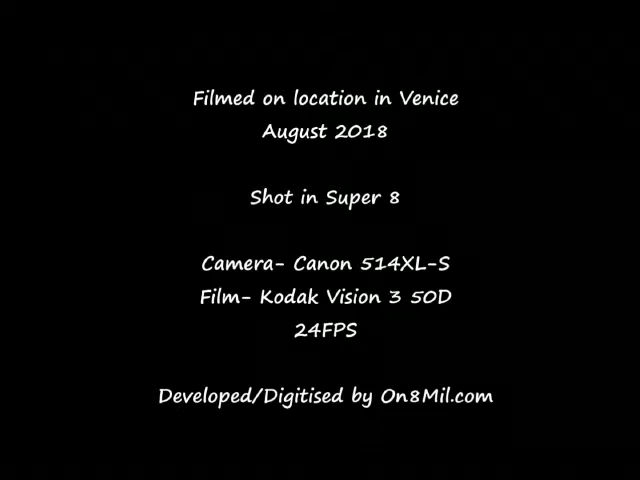 Filmed on location in Venice
August 2018
Shot in Super 8
Camera- Canon 514XL-S
Film- Kodak Vision 3 50D
24FPS
Developed/Digitised by On8Mil.com